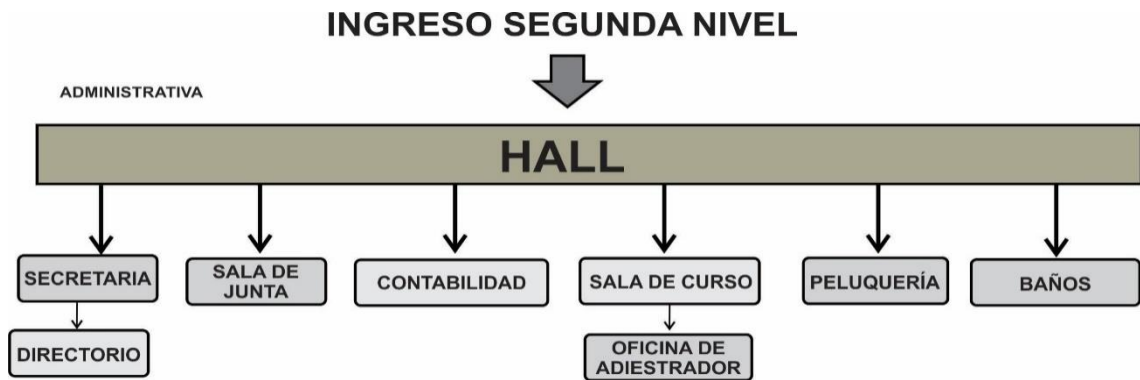 INGRESO SEGUNDA NIVEL
ADMINISTRATIVA
HALL
SECRETARIA
SALA DE
JUNTA
CONTABILIDAD
SALA DE CURSO
PELUQUERÍA
BAÑOS
DIRECTORIO
OFICINA DE
ADIESTRADOR